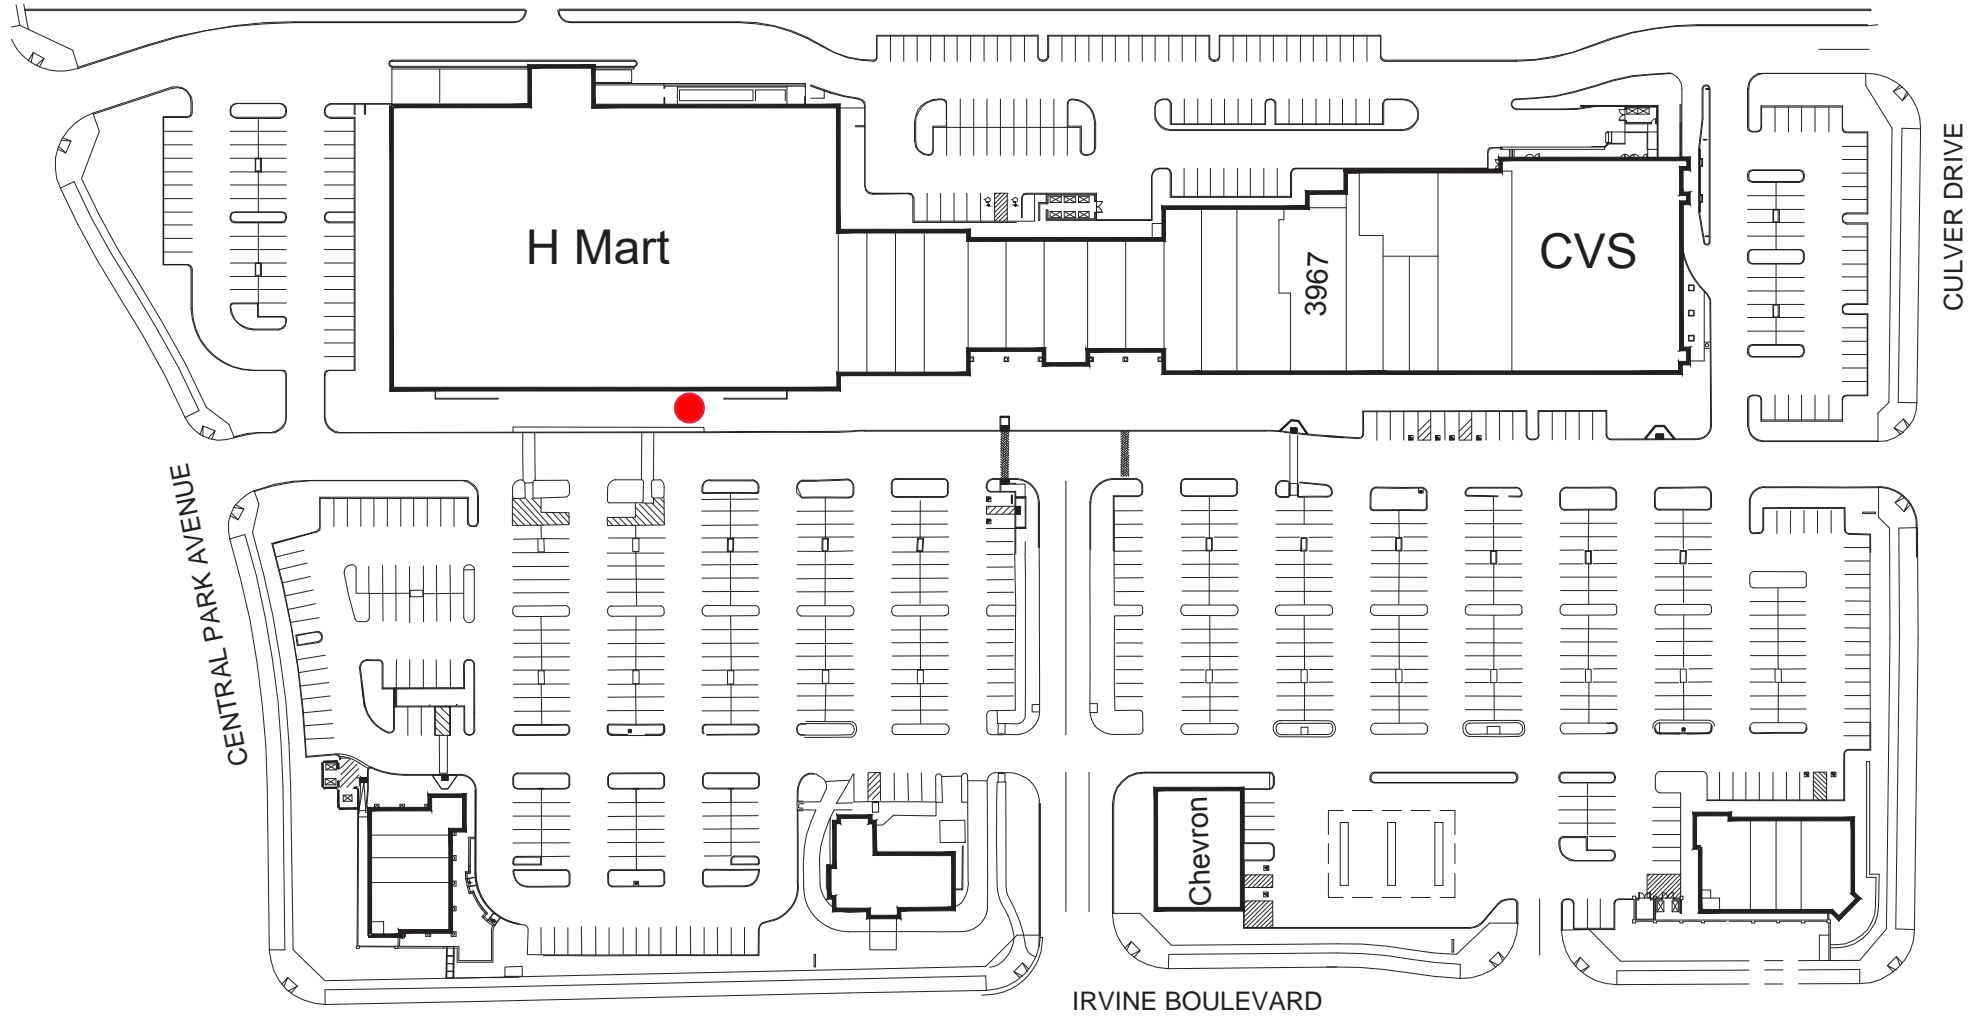 H Mart
3967
CVS
CULVER DRIVE
CENTRAL PARK AVENUE
Chevron
IRVINE BOULEVARD